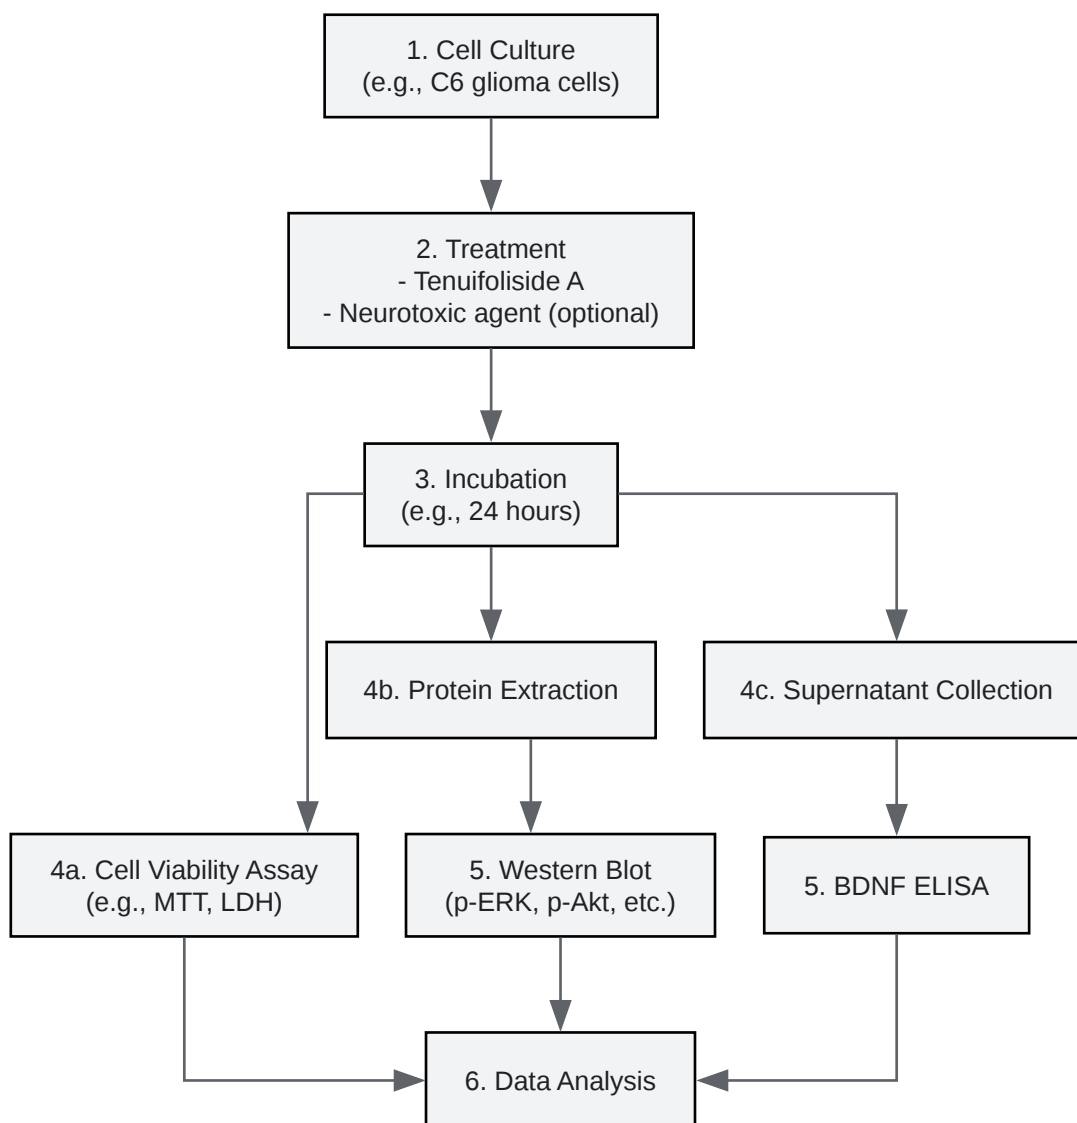 1. Cell Culture
(e.g., C6 glioma cells)
2. Treatment
- Tenuifoliside A
- Neurotoxic agent (optional)
3. Incubation
(e.g., 24 hours)
4b. Protein Extraction
4c. Supernatant Collection
4a. Cell Viability Assay
(e.g., MTT, LDH)
5. Western Blot
(p-ERK, p-Akt, etc.)
5. BDNF ELISA
6. Data Analysis